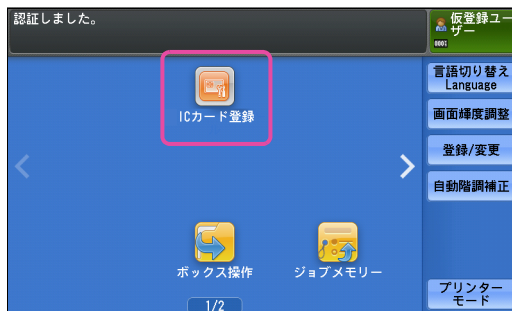 認証しました。
仮登録ユー
ザー
0001
言語切り替え
Language
ICカード登録
画面輝度調整
登録/変更
自動階調補正
ボックス操作
ジョブメモリー
1/2
プリンター
モード